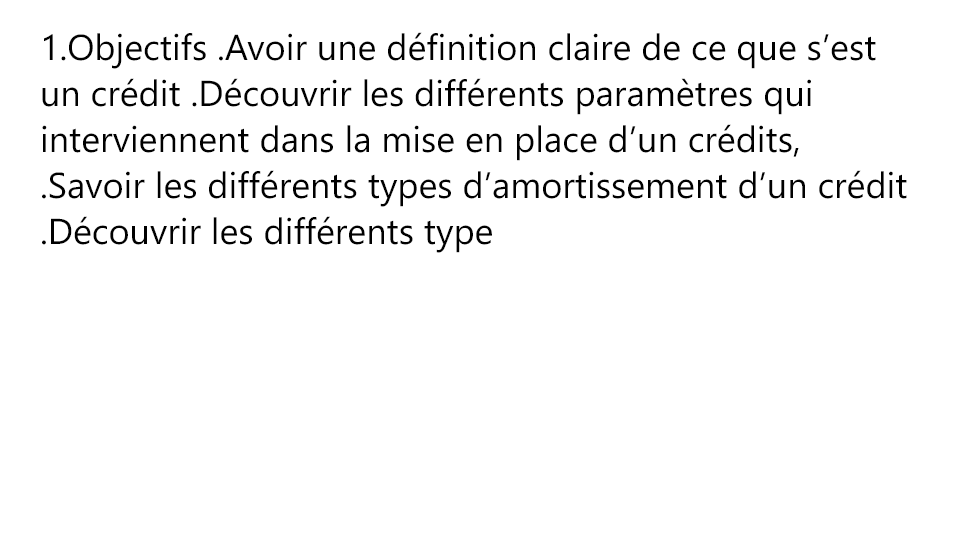 1.Objectifs .Avoir une définition claire de ce que s’est
un crédit .Découvrir les différents paramètres qui
interviennent dans la mise en place d’un crédits,
.Savoir les différents types d’amortissement d’un crédit
.Découvrir les différents type